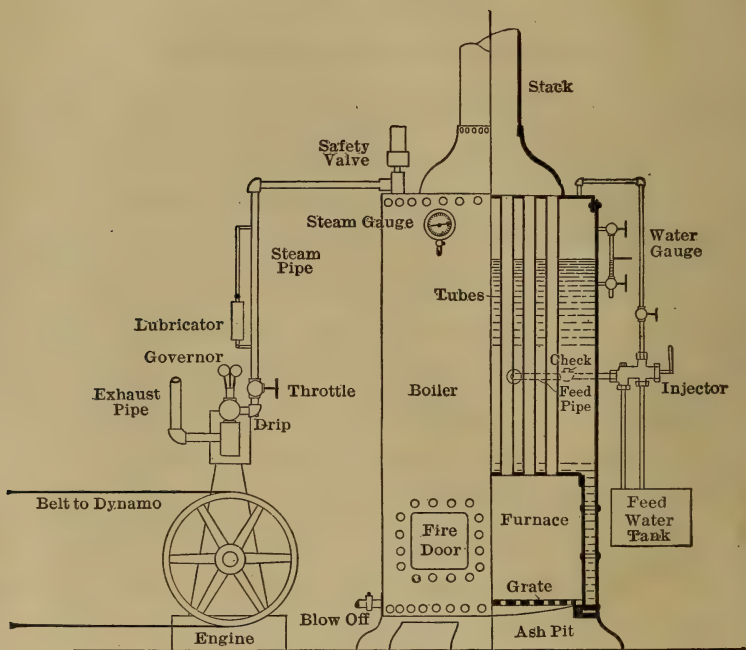 Stack
Safety
Valve
Steam Gauge
Steam
Pipe
Water
Gauge
Tubes
Lubricator
Governor
Check
Exhaust
Pipe
Throttle
Boiler
Feed
Pipe
Injector
Drip
Belt to Dynamo
Fire
Door
Furnace
Feed
Water
Tank
Grate
Blow Off
Engine
Ash Pit